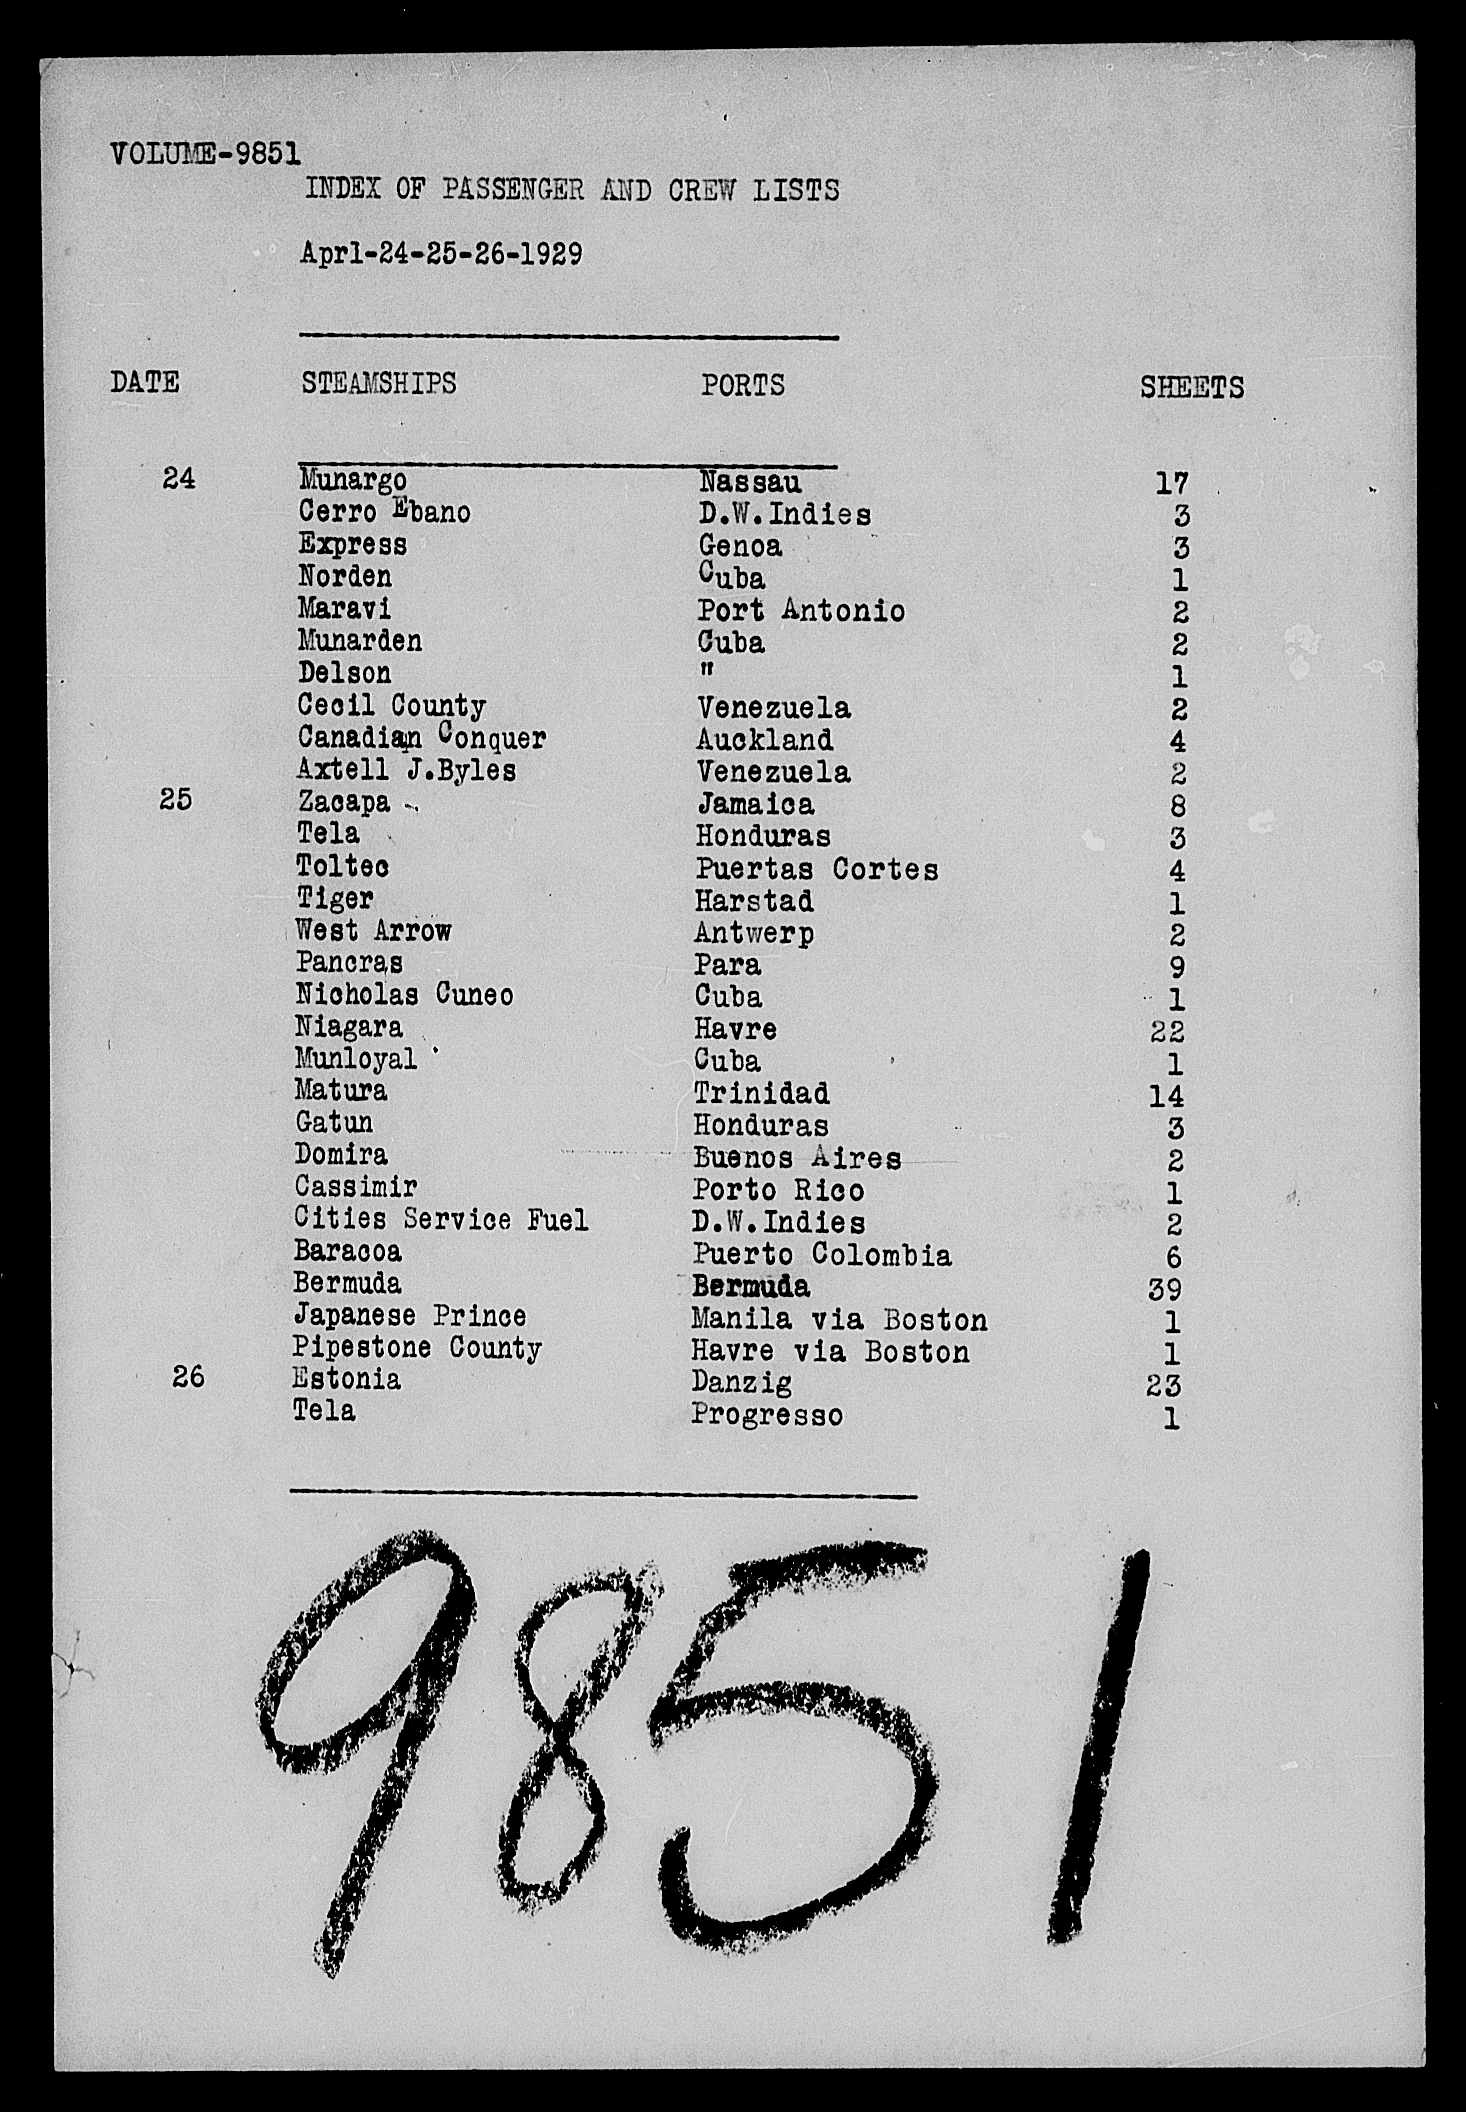 VOLUME-9851
INDEX OF PASSENGER AND CREW LISTS
Aprl-24-25-26-1929
DATE STEAMSHIPS PORTS SHEETS
24 Munargo Nassau 17
Cerro Ebano D.W.Indies 3
Express Genoa 3
Norden Cuba 1
Maravi Port Antonio 2
Munarden Cuba 2
Delson " 1
Cecil County Venezuela 2
Canadian Conquer Auckland 4
Axtell J.Byles Venezuela 2
25 Zacapa Jamaica 8
Tela Honduras 3
Toltec Puertas Cortes 4
Tiger Harstad 1
West Arrow Antwerp 2
Pancras Para 9
Nicholas Cuneo Cuba 1
Niagara Havre 22
Munloyal Cuba 1
Matura Trinidad 14
Gatun Honduras 3
Domira Buenos Aires 2
Cassimir Porto Rico 1
Cities Service Fuel D.W.Indies 2
Baracoa Puerto Colombia 6
Bermuda Bermuda 39
Japanese Prince Manila via Boston 1
Pipestone County Havre via Boston 1
26 Estonia Danzig 23
Tela Progresso 1
9851